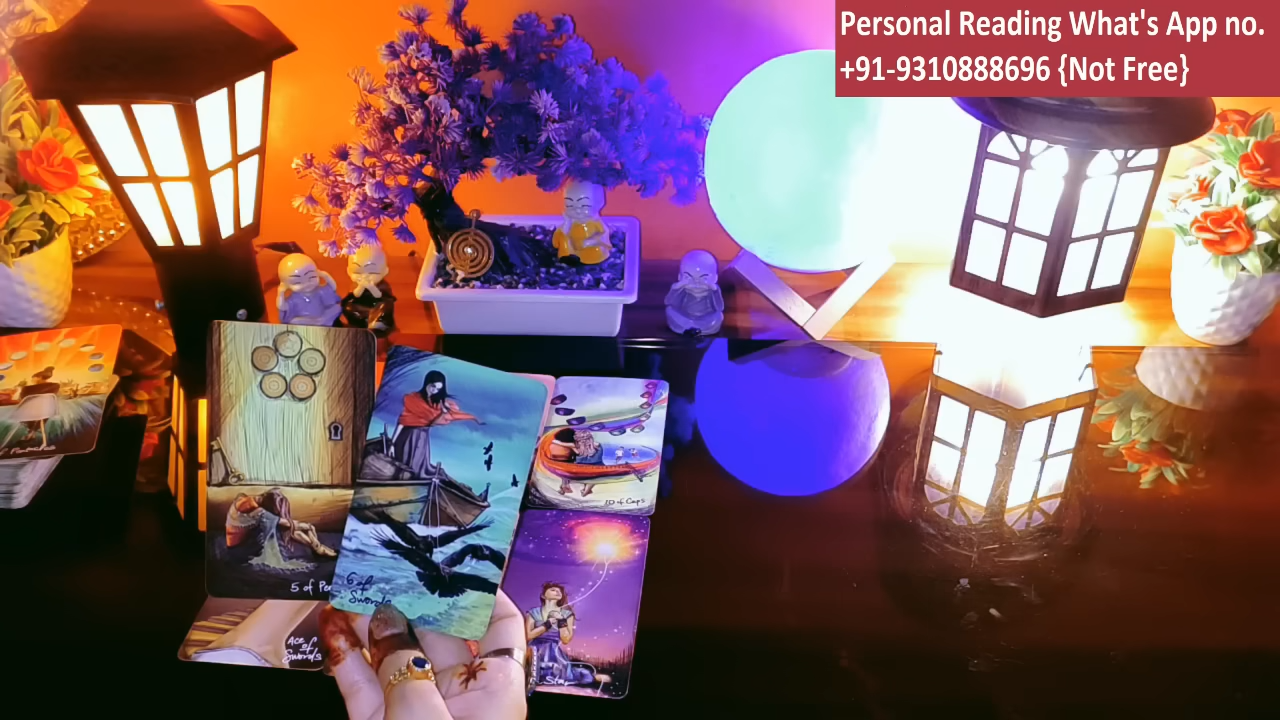 Personal Reading What's App no.
+91-9310888696 {Not Free}
10 of Cups
5 of Pen
6 of
Swords
Ace
of
Swords
Star